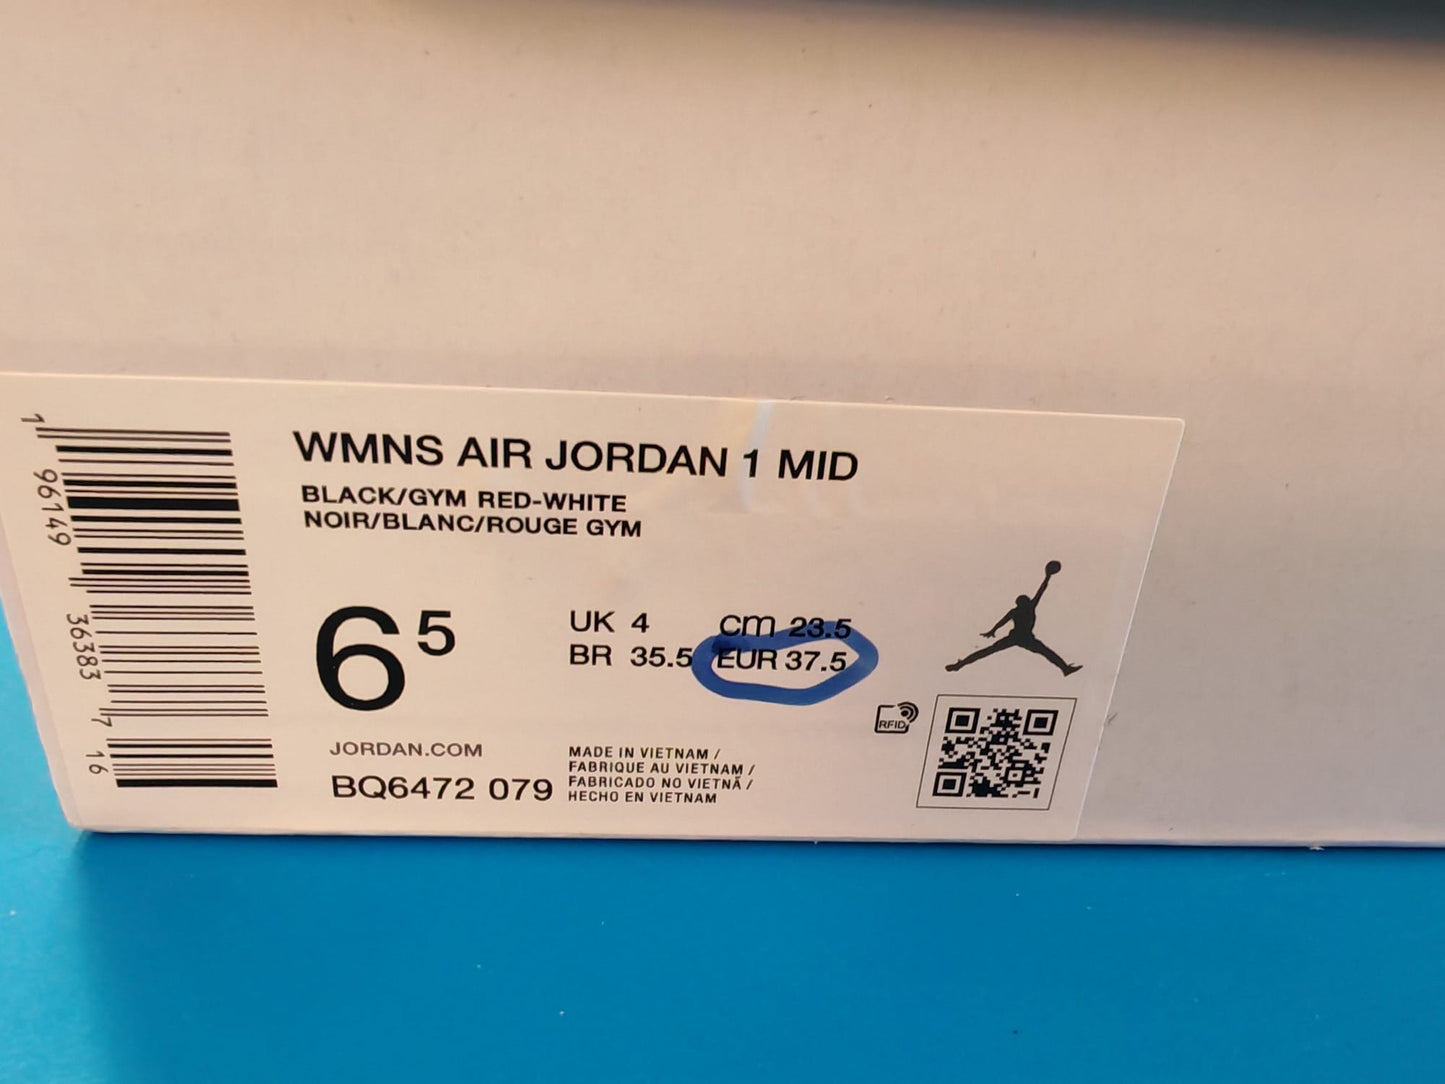 WMNS AIR JORDAN 1 MID
BLACK/GYM RED-WHITE
NOIR/BLANC/ROUGE GYM
6⁵
UK 4
cm 23.5
BR 35.5
EUR 37.5
RFID
JORDAN.COM
BQ6472 079
MADE IN VIETNAM /
FABRIQUE AU VIETNAM /
FABRICADO NO VIETNÃ /
HECHO EN VIETNAM
1 96149 36383 7 16